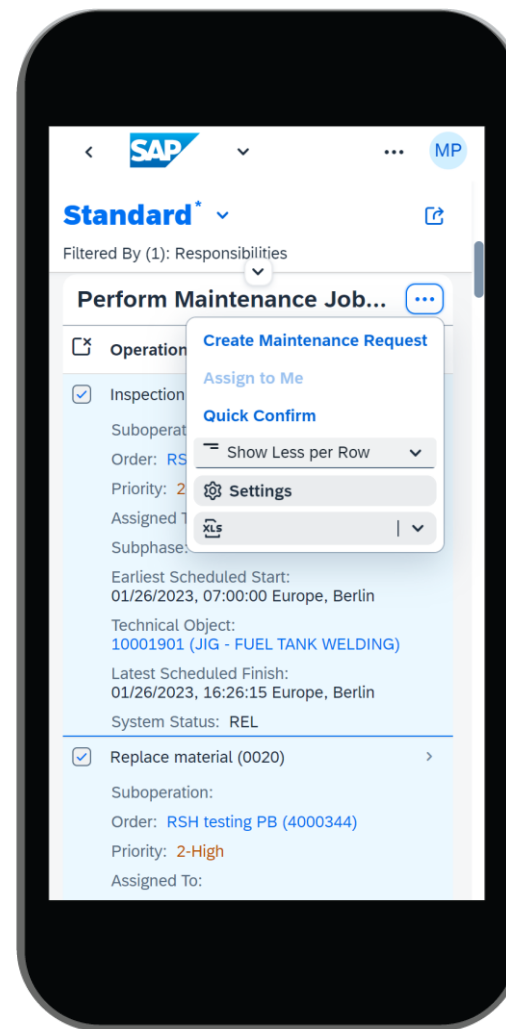 SAP
MP
Standard*
Filtered By (1): Responsibilities
Perform Maintenance Job...
Create Maintenance Request
Operation
Assign to Me
Inspection
Quick Confirm
Suboperat
Show Less per Row
Order: RS
Priority: 2
Settings
Assigned T
XLS
Subphase:
Earliest Scheduled Start:
01/26/2023, 07:00:00 Europe, Berlin
Technical Object:
10001901 (JIG - FUEL TANK WELDING)
Latest Scheduled Finish:
01/26/2023, 16:26:15 Europe, Berlin
System Status: REL
Replace material (0020)
Suboperation:
Order: RSH testing PB (4000344)
Priority: 2-High
Assigned To: